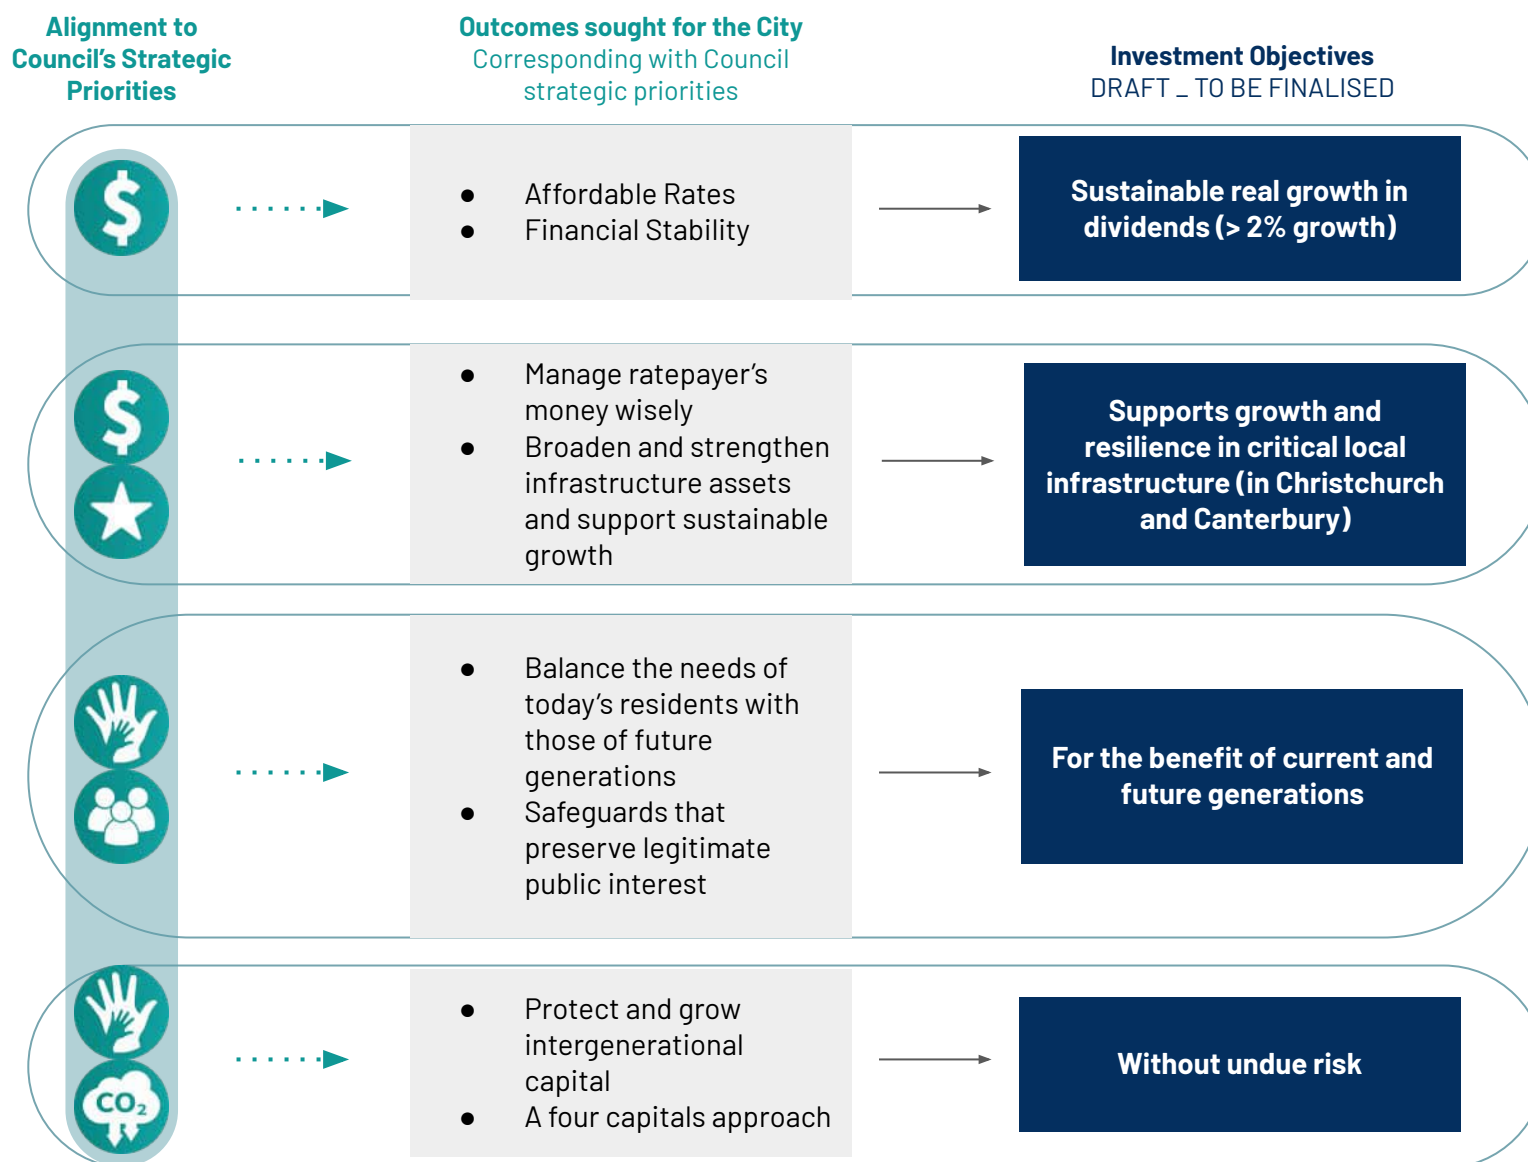 Alignment to
Council's Strategic
Priorities
Outcomes sought for the City
Corresponding with Council
strategic priorities
Investment Objectives
DRAFT _ TO BE FINALISED
$
● Affordable Rates
● Financial Stability
Sustainable real growth in
dividends (> 2% growth)
$
● Manage ratepayer's
money wisely
● Broaden and strengthen
infrastructure assets
and support sustainable
growth
Supports growth and
resilience in critical local
infrastructure (in Christchurch
and Canterbury)
● Balance the needs of
today's residents with
those of future
generations
● Safeguards that
preserve legitimate
public interest
For the benefit of current and
future generations
CO₂
● Protect and grow
intergenerational
capital
● A four capitals approach
Without undue risk